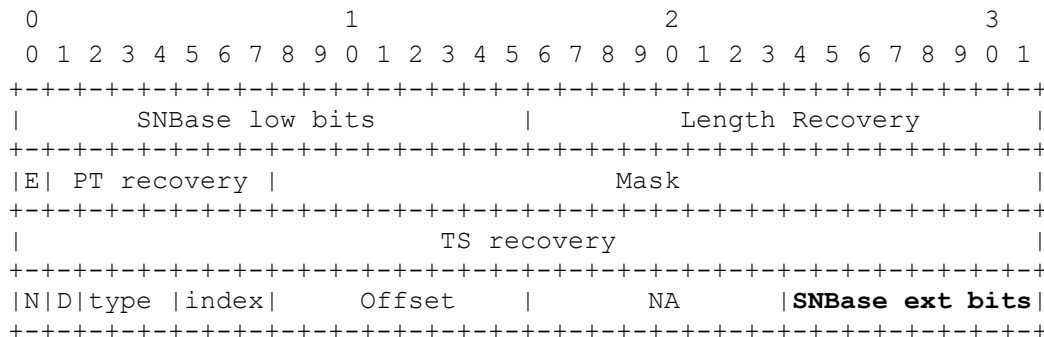 0                   1                   2                   3
 0 1 2 3 4 5 6 7 8 9 0 1 2 3 4 5 6 7 8 9 0 1 2 3 4 5 6 7 8 9 0 1
+-+-+-+-+-+-+-+-+-+-+-+-+-+-+-+-+-+-+-+-+-+-+-+-+-+-+-+-+-+-+-+-+
|       SNBase low bits         |         Length Recovery       |
+-+-+-+-+-+-+-+-+-+-+-+-+-+-+-+-+-+-+-+-+-+-+-+-+-+-+-+-+-+-+-+-+
|E| PT recovery |                     Mask                      |
+-+-+-+-+-+-+-+-+-+-+-+-+-+-+-+-+-+-+-+-+-+-+-+-+-+-+-+-+-+-+-+-+
|                          TS recovery                          |
+-+-+-+-+-+-+-+-+-+-+-+-+-+-+-+-+-+-+-+-+-+-+-+-+-+-+-+-+-+-+-+-+
|N|D|type |index|     Offset    |       NA      |SNBase ext bits|
+-+-+-+-+-+-+-+-+-+-+-+-+-+-+-+-+-+-+-+-+-+-+-+-+-+-+-+-+-+-+-+-+